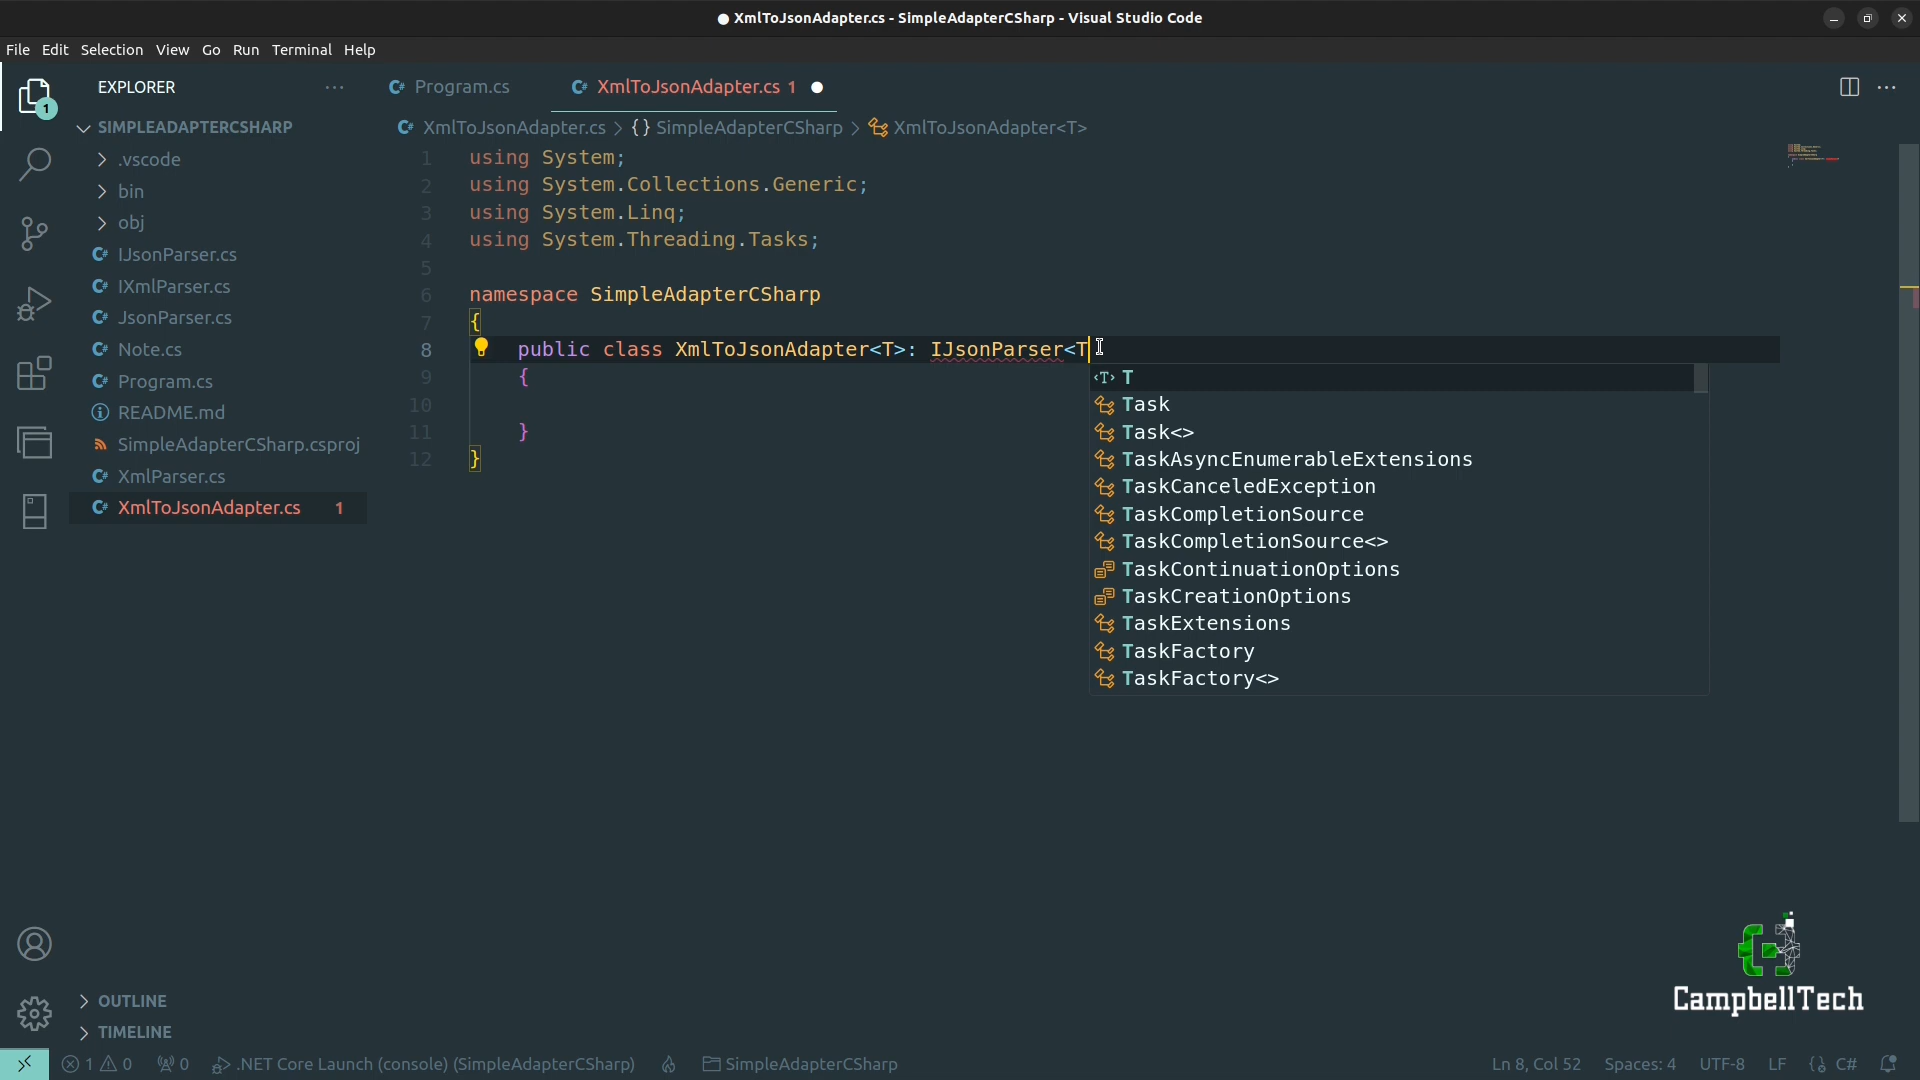 ● XmlToJsonAdapter.cs - SimpleAdapterCSharp - Visual Studio Code
File Edit Selection View Go Run Terminal Help
EXPLORER ···
Program.cs
XmlToJsonAdapter.cs 1 ●
SIMPLEADAPTERCSHARP
XmlToJsonAdapter.cs > {} SimpleAdapterCSharp > XmlToJsonAdapter<T>
1
.vscode
bin
obj
IJsonParser.cs
IXmlParser.cs
JsonParser.cs
Note.cs
Program.cs
README.md
SimpleAdapterCSharp.csproj
XmlParser.cs
XmlToJsonAdapter.cs 1
OUTLINE
TIMELINE
1 using System;
2 using System.Collections.Generic;
3 using System.Linq;
4 using System.Threading.Tasks;
5
6 namespace SimpleAdapterCSharp
7 {
8 public class XmlToJsonAdapter<T>: IJsonParser<T
9 {
10
11 }
12 }
<T> T
Task
Task<>
TaskAsyncEnumerableExtensions
TaskCanceledException
TaskCompletionSource
TaskCompletionSource<>
TaskContinuationOptions
TaskCreationOptions
TaskExtensions
TaskFactory
TaskFactory<>
CampbellTech
1 0 0 .NET Core Launch (console) (SimpleAdapterCSharp) SimpleAdapterCSharp Ln 8, Col 52 Spaces: 4 UTF-8 LF C#